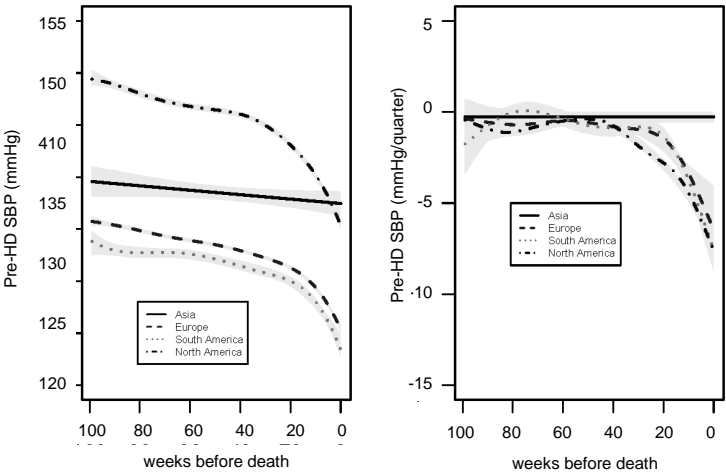 155
150
410
135
130
125
120
Pre-HD SBP (mmHg)
Asia
Europe
South America
North America
100 80 60 40 20 0
weeks before death
5
0
-5
-10
-15
Pre-HD SBP (mmHg/quarter)
Asia
Europe
South America
North America
100 80 60 40 20 0
weeks before death